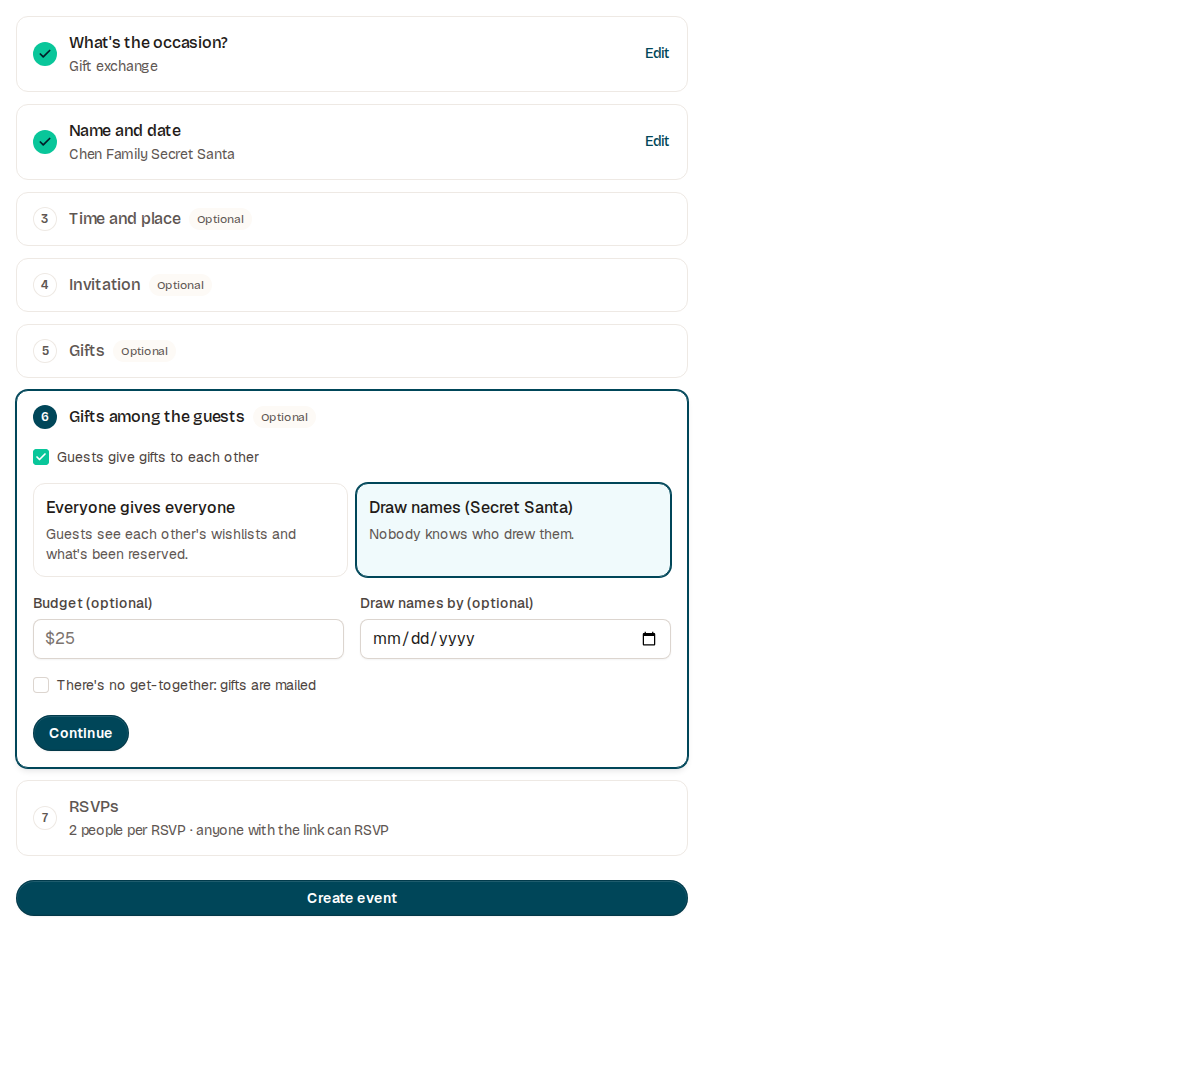 What's the occasion?
Edit
Gift exchange
Name and date
Edit
Chen Family Secret Santa
3 Time and place Optional
4 Invitation Optional
5 Gifts Optional
6 Gifts among the guests Optional
Guests give gifts to each other
Everyone gives everyone
Guests see each other's wishlists and
what's been reserved.
Draw names (Secret Santa)
Nobody knows who drew them.
Budget (optional)
$25
Draw names by (optional)
mm/dd/yyyy
There's no get-together: gifts are mailed
Continue
7 RSVPs
2 people per RSVP · anyone with the link can RSVP
Create event